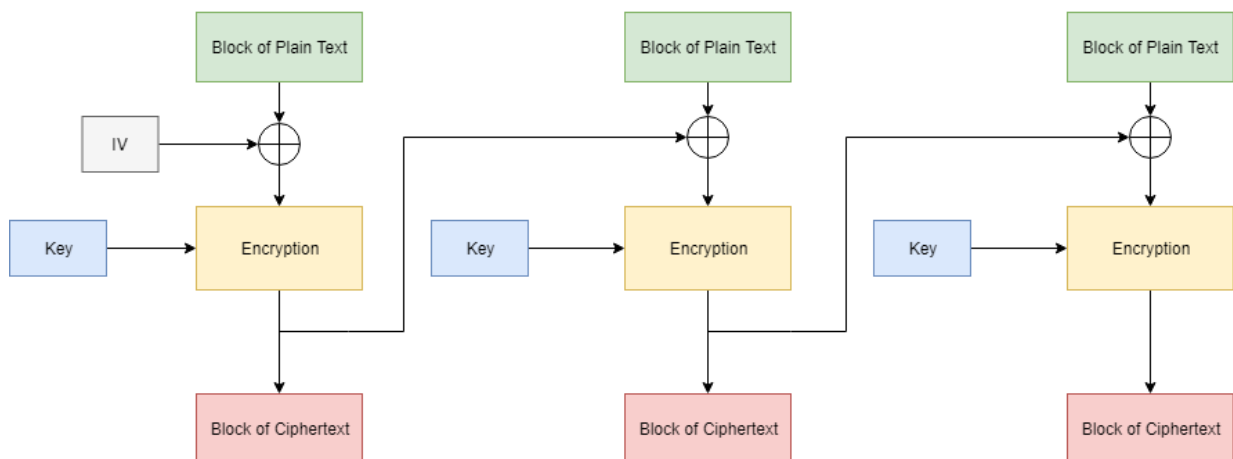 Block of Plain Text
Block of Plain Text
Block of Plain Text
IV
Key
Encryption
Key
Encryption
Key
Encryption
Block of Ciphertext
Block of Ciphertext
Block of Ciphertext